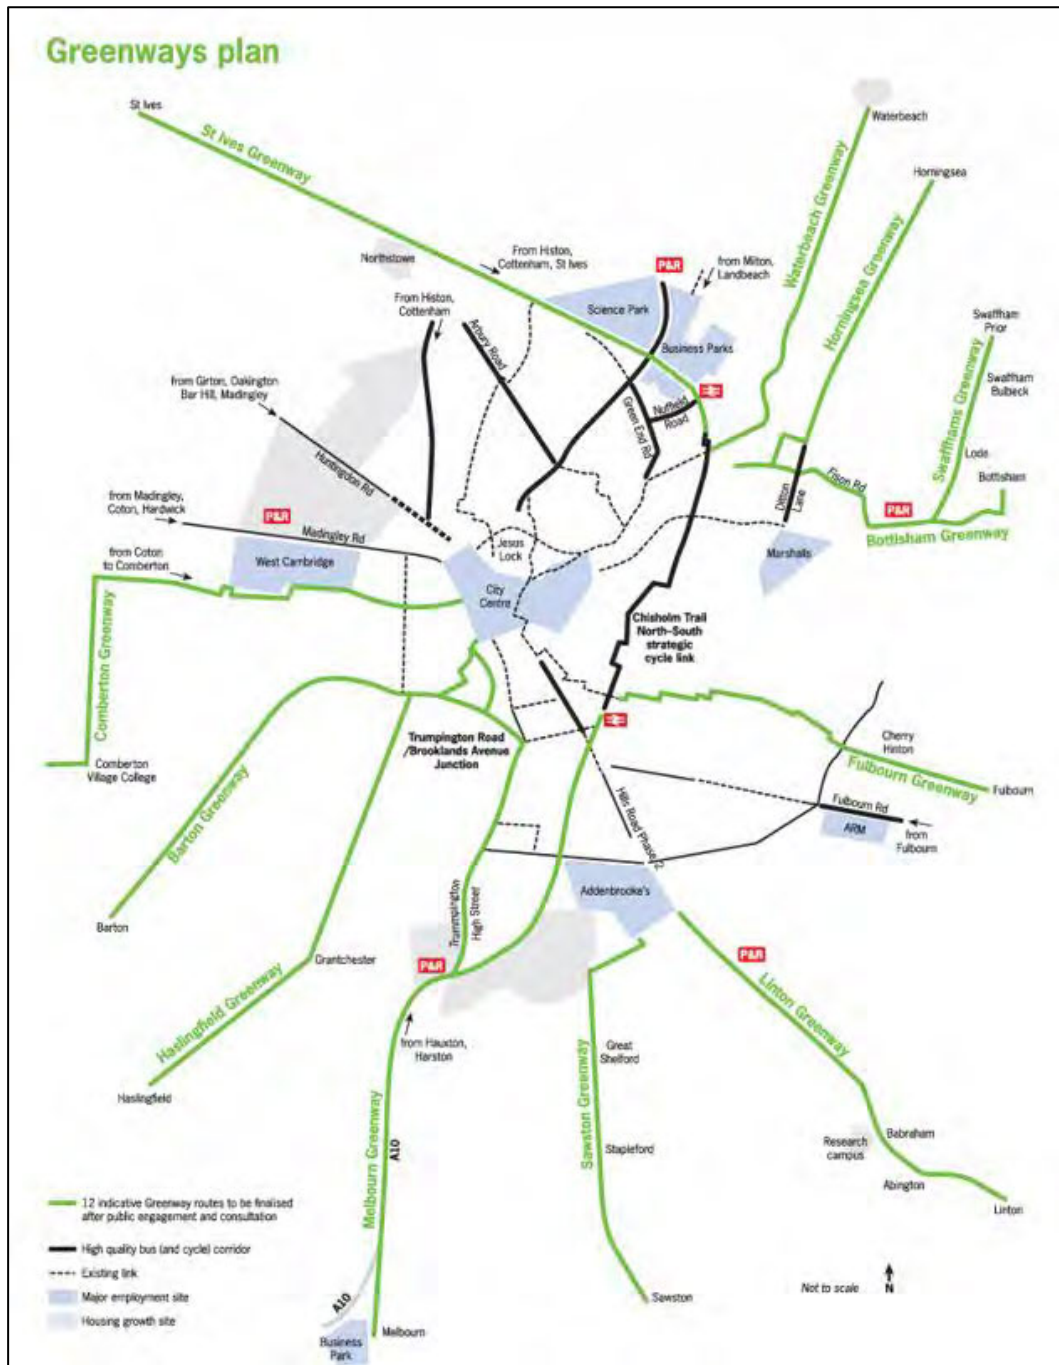 Greenways plan
St Ives
St Ives Greenway
Waterbeach
Waterbeach Greenway
Horningsea
Horningsea Greenway
Northstowe
From Histon,
Cottenham, St Ives
P&R
from Milton,
Landbeach
From Histon,
Cottenham
Arbury Road
Science Park
Business Parks
Swaffham
Prior
Swaffham
Bulbeck
Swaffhams Greenway
Lode
Bottisham
from Girton, Oakington
Bar Hill, Madingley
Huntingdon Rd
Green End Rd
Nuffield
Road
Fison Rd
Ditton
Lane
P&R
Bottisham Greenway
from Madingley,
Coton, Hardwick
P&R
Madingley Rd
Jesus
Lock
Marshalls
from Coton
to Comberton
West Cambridge
City
Centre
Comberton Greenway
Chisholm Trail
North–South
strategic
cycle link
Comberton
Village College
Trumpington Road
/Brooklands Avenue
Junction
Cherry
Hinton
Fulbourn Greenway
Fulbourn
Barton Greenway
Hills Road Phase 2
Fulbourn Rd
ARM
from
Fulbourn
Addenbrooke's
Barton
Trumpington
High Street
Grantchester
P&R
P&R
Linton Greenway
Haslingfield Greenway
from Hauxton,
Harston
Great
Shelford
Haslingfield
Sawston Greenway
Melbourn Greenway
A10
Stapleford
Research
campus
Babraham
Abington
Linton
12 indicative Greenway routes to be finalised
after public engagement and consultation
High quality bus (and cycle) corridor
Existing link
Major employment site
Housing growth site
A10
Business
Park
Melbourn
Sawston
Not to scale
N